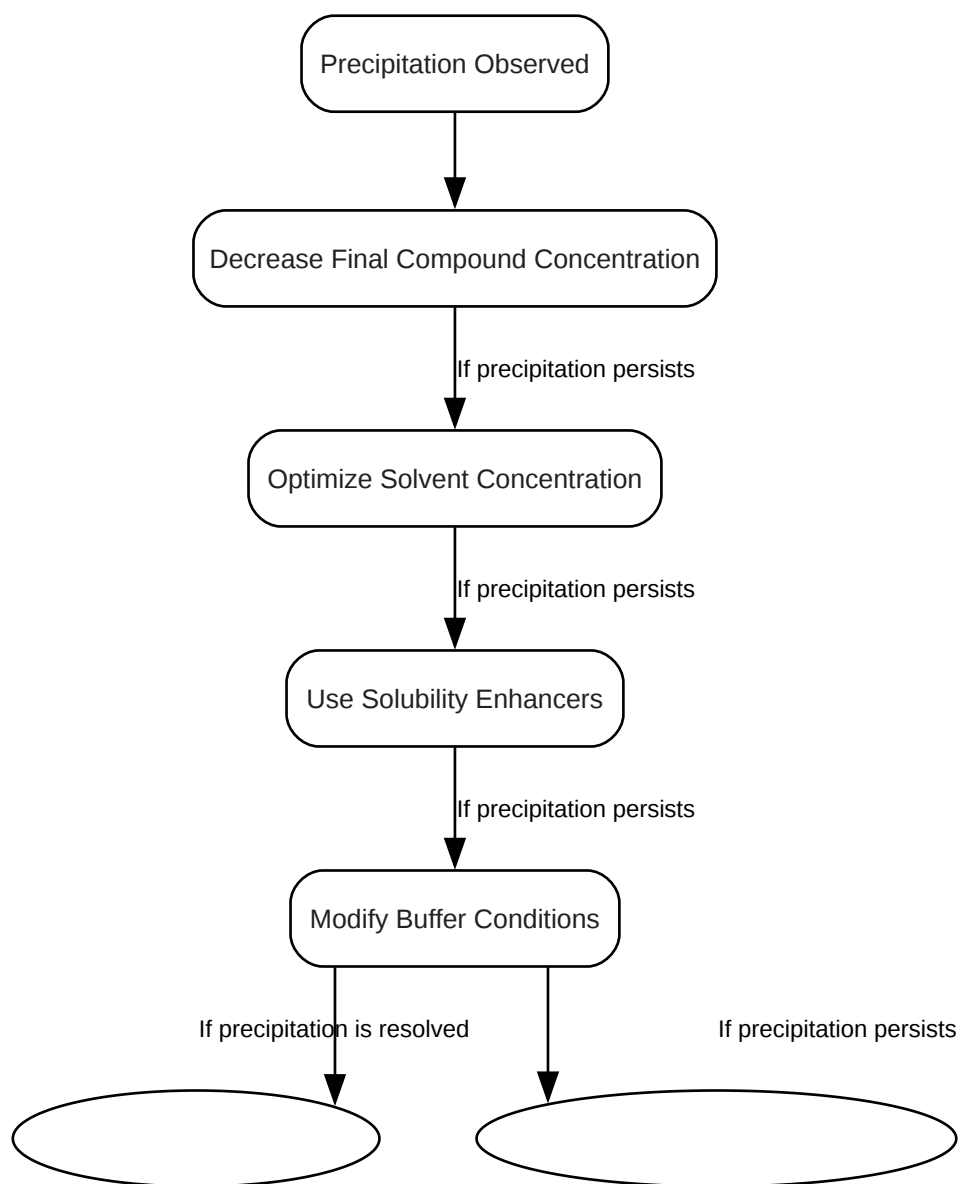 Precipitation Observed
Decrease Final Compound Concentration
If precipitation persists
Optimize Solvent Concentration
If precipitation persists
Use Solubility Enhancers
If precipitation persists
Modify Buffer Conditions
If precipitation is resolved
If precipitation persists